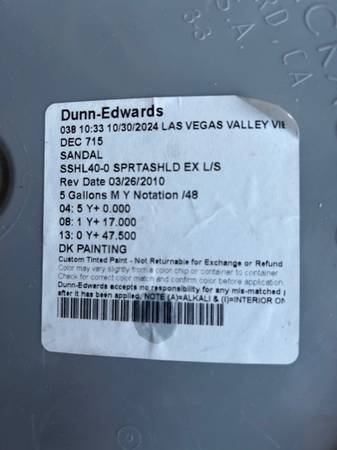 33
U.S.A. CA.
Dunn-Edwards
038 10:33 10/30/2024 LAS VEGAS VALLEY
DEC 715
SANDAL
SSHL40-0 SPRTASHLD EX L/S
Rev Date 03/26/2010
5 Gallons M Y Notation /48
04: 5 Y+ 0.000
08: 1 Y+ 17.000
13: 0 Y+ 47.500
DK PAINTING
Custom Tinted Paint - Not Returnable for Exchange or Refund
Color may vary slightly from a color chip or container to container
Check for correct color match and confirm color before application.
Dunn-Edwards accepts no responsibility for any mis-matched
after it has been applied. NOTE (A)=ALKALI & (I)=INTERIOR ON